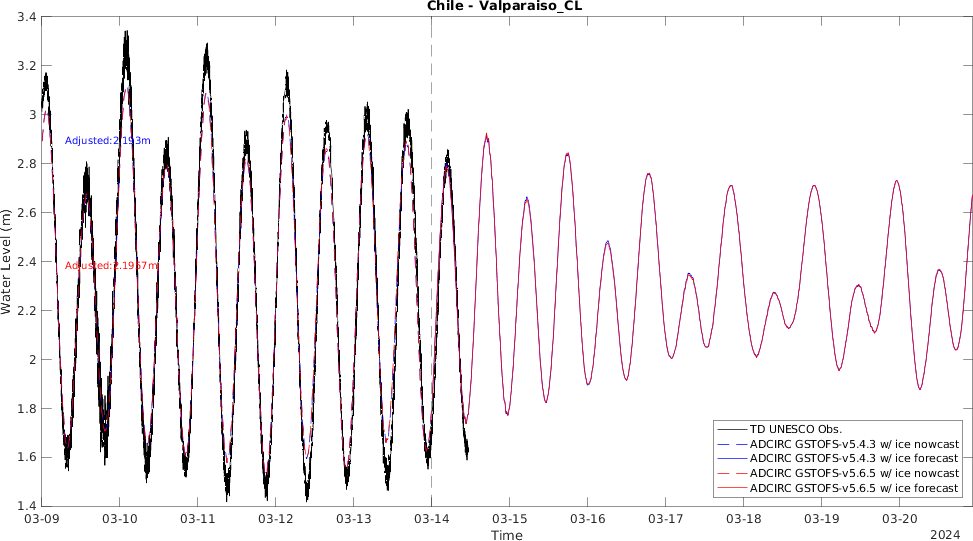 Chile - Valparaiso_CL
3.4
3.2
3
2.8
2.6
2.4
2.2
2
1.8
1.6
1.4
Water Level (m)
Adjusted:2.193m
Adjusted:2.1957m
TD UNESCO Obs.
ADCIRC GSTOFS-v5.4.3 w/ ice nowcast
ADCIRC GSTOFS-v5.4.3 w/ ice forecast
ADCIRC GSTOFS-v5.6.5 w/ ice nowcast
ADCIRC GSTOFS-v5.6.5 w/ ice forecast
03-09 03-10 03-11 03-12 03-13 03-14 03-15 03-16 03-17 03-18 03-19 03-20
Time
2024